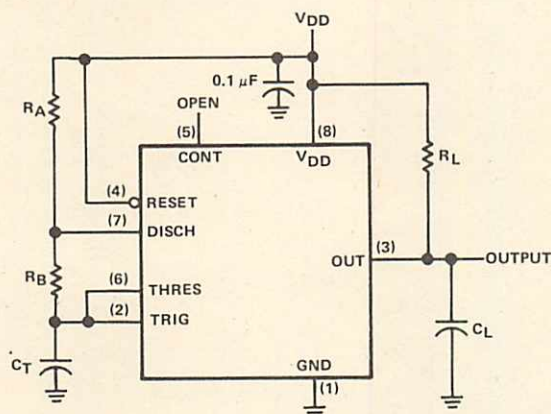 VDD
0.1 µF
OPEN
RA
(5)
(8)
CONT
VDD
RL
(4)
RESET
(7)
DISCH
(3)
OUT
OUTPUT
RB
(6)
THRES
(2)
TRIG
CT
CL
GND
(1)